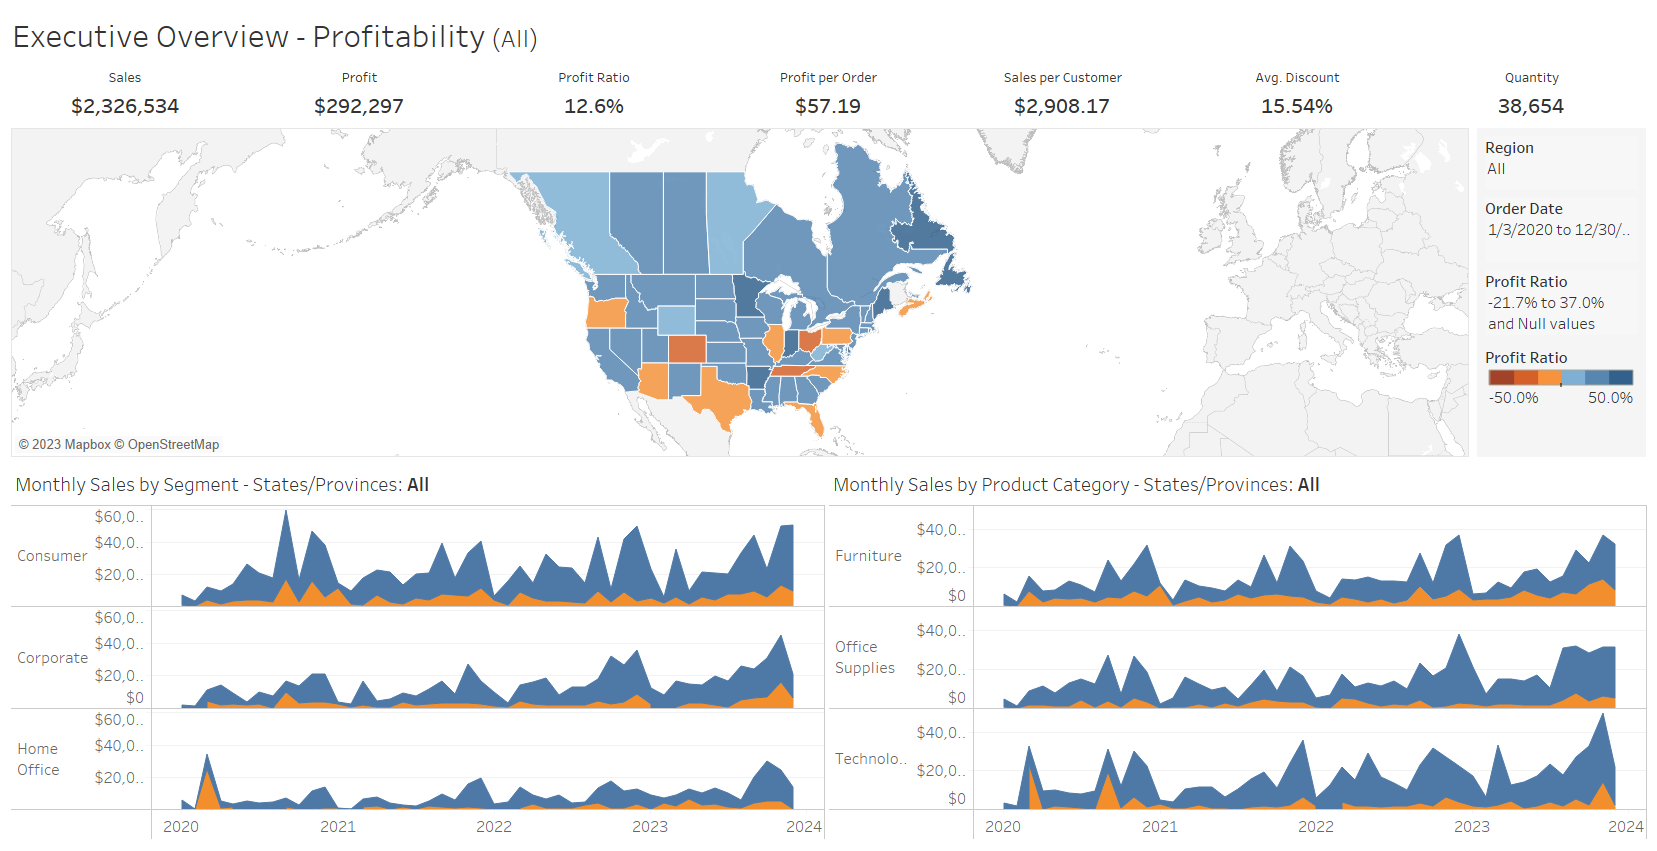 Executive Overview - Profitability (All)
Sales Profit Profit Ratio Profit per Order Sales per Customer Avg. Discount Quantity
$2,326,534 $292,297 12.6% $57.19 $2,908.17 15.54% 38,654
Region
All
Order Date
1/3/2020 to 12/30/..
Profit Ratio
-21.7% to 37.0%
and Null values
Profit Ratio
-50.0% 50.0%
© 2023 Mapbox © OpenStreetMap
Monthly Sales by Segment - States/Provinces: All
$60,0..
Consumer
$40,0..
$20,0..
$60,0..
Corporate
$40,0..
$20,0..
$0
$60,0..
Home
Office
$40,0..
$20,0..
2020 2021 2022 2023 2024
Monthly Sales by Product Category - States/Provinces: All
$40,0..
Furniture
$20,0..
$0
$40,0..
Office
Supplies
$20,0..
$0
$40,0..
Technolo..
$20,0..
$0
2020 2021 2022 2023 2024